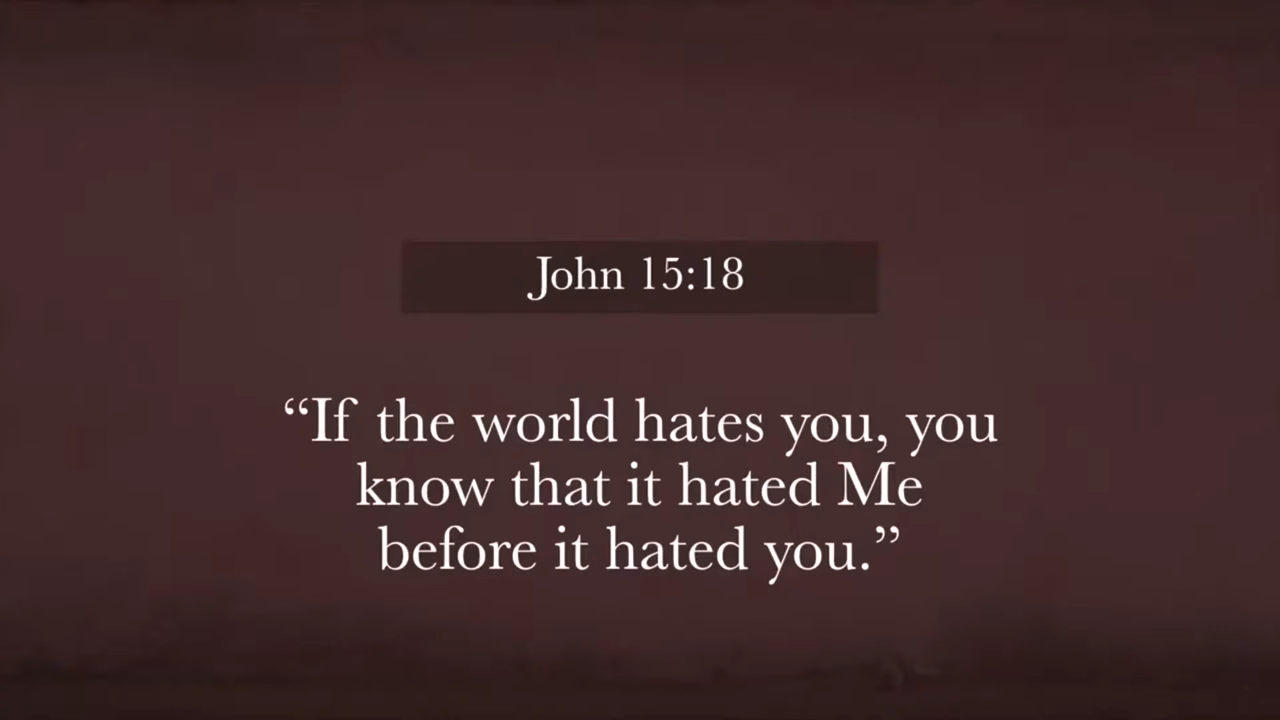 John 15:18
“If the world hates you, you
know that it hated Me
before it hated you.”